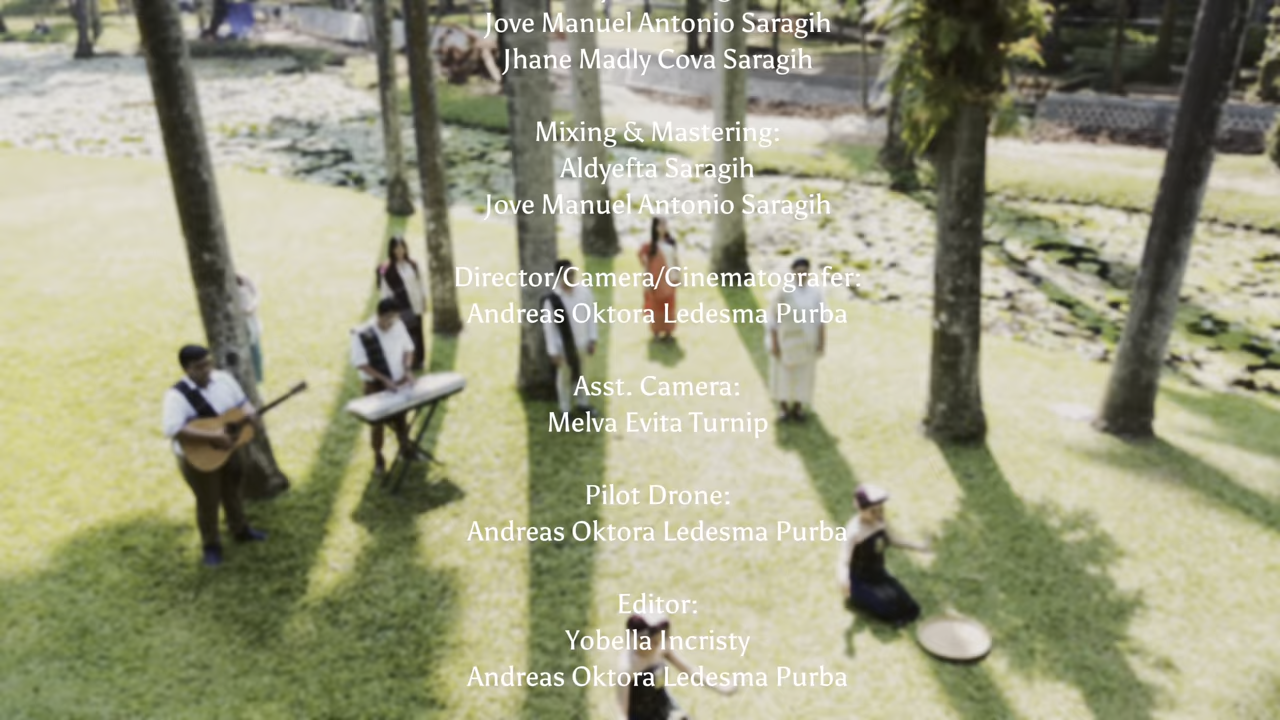 Jove Manuel Antonio Saragih
Jhane Madly Cova Saragih
Mixing & Mastering:
Aldyefta Saragih
Jove Manuel Antonio Saragih
Director/Camera/Cinematografer:
Andreas Oktora Ledesma Purba
Asst. Camera:
Melva Evita Turnip
Pilot Drone:
Andreas Oktora Ledesma Purba
Editor:
Yobella Incristy
Andreas Oktora Ledesma Purba